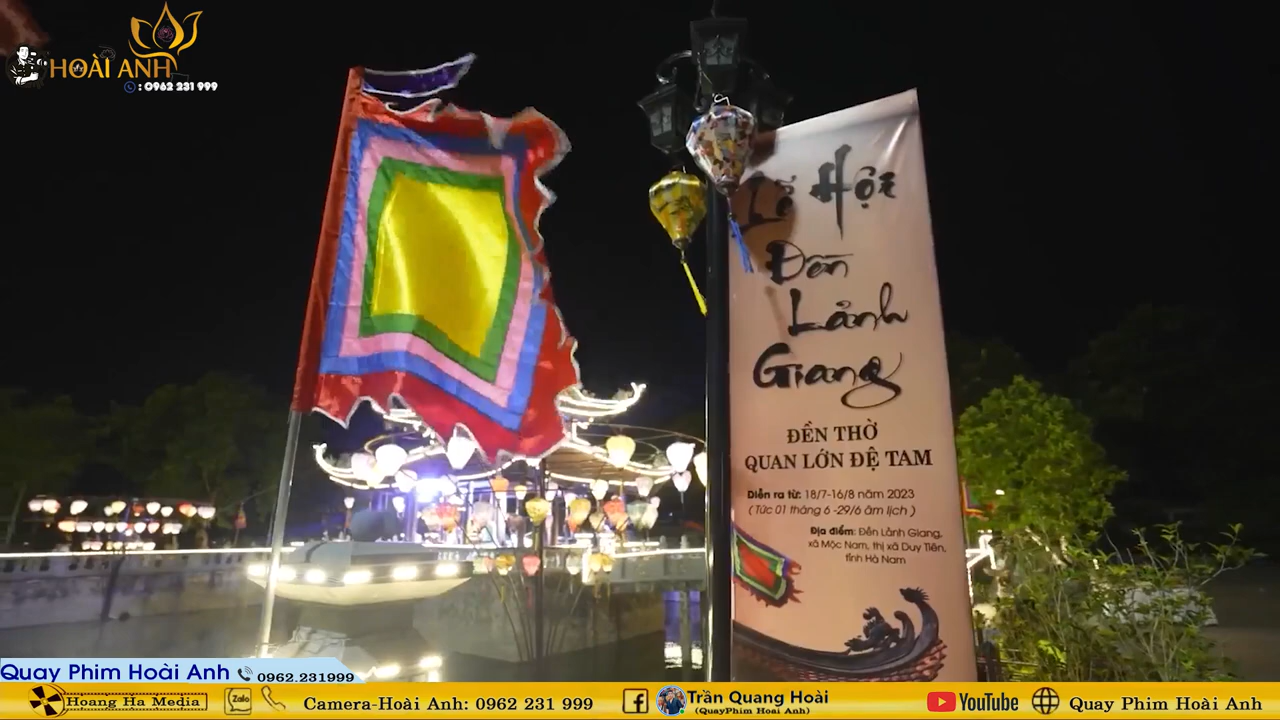 HOÀI ANH
: 0962 231 999
Lễ Hội
Đền
Lảnh
Giang
ĐỀN THỜ
QUAN LỚN ĐỆ TAM
Diễn ra từ: 18/7-16/8 năm 2023
( Tức 01 tháng 6 -29/6 âm lịch )
Địa điểm: Đền Lảnh Giang,
xã Mộc Nam, thị xã Duy Tiên,
tỉnh Hà Nam
Quay Phim Hoài Anh 0962.231999
Hoang Ha Media
Zalo
Camera-Hoài Anh: 0962 231 999
Trần Quang Hoài
(QuayPhim Hoai Anh)
YouTube
Quay Phim Hoài Anh